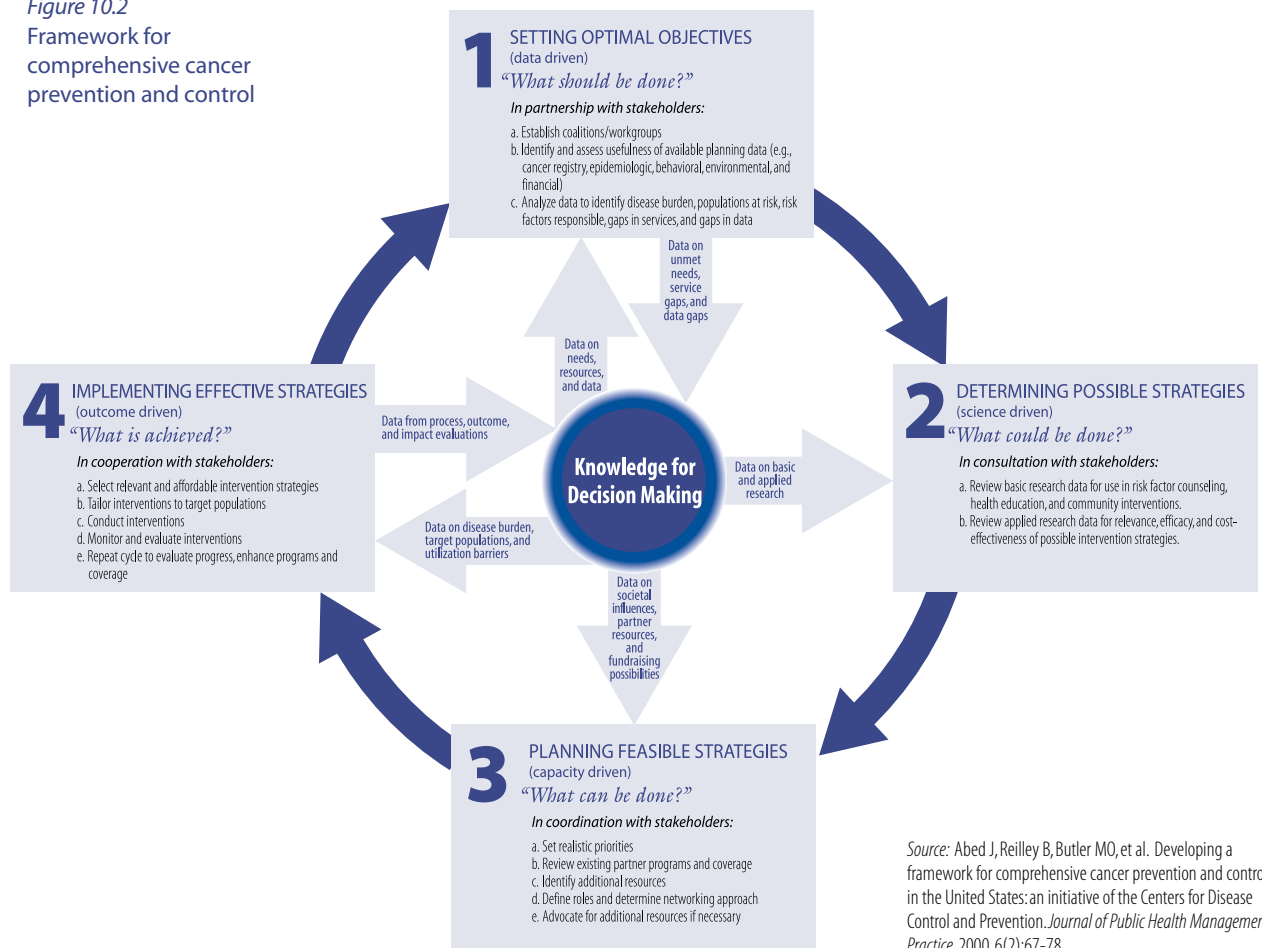 Figure 10.2
Framework for
comprehensive cancer
prevention and control
1
SETTING OPTIMAL OBJECTIVES
(data driven)
“What should be done?”
In partnership with stakeholders:
a. Establish coalitions/workgroups
b. Identify and assess usefulness of available planning data (e.g.,
cancer registry, epidemiologic, behavioral, environmental, and
financial)
c. Analyze data to identify disease burden, populations at risk, risk
factors responsible, gaps in services, and gaps in data
Data on
unmet
needs,
service
gaps, and
data gaps
Data on
needs,
resources,
and data
4
IMPLEMENTING EFFECTIVE STRATEGIES
(outcome driven)
“What is achieved?”
In cooperation with stakeholders:
a. Select relevant and affordable intervention strategies
b. Tailor interventions to target populations
c. Conduct interventions
d. Monitor and evaluate interventions
e. Repeat cycle to evaluate progress, enhance programs and
coverage
Data from process, outcome,
and impact evaluations
Data on disease burden,
target populations, and
utilization barriers
Knowledge for
Decision Making
Data on basic
and applied
research
2
DETERMINING POSSIBLE STRATEGIES
(science driven)
“What could be done?”
In consultation with stakeholders:
a. Review basic research data for use in risk factor counseling,
health education, and community interventions.
b. Review applied research data for relevance, efficacy, and cost-
effectiveness of possible intervention strategies.
Data on
societal
influences,
partner
resources,
and
fundraising
possibilities
3
PLANNING FEASIBLE STRATEGIES
(capacity driven)
“What can be done?”
In coordination with stakeholders:
a. Set realistic priorities
b. Review existing partner programs and coverage
c. Identify additional resources
d. Define roles and determine networking approach
e. Advocate for additional resources if necessary
Source: Abed J, Reilley B, Butler MO, et al. Developing a
framework for comprehensive cancer prevention and contro
in the United States: an initiative of the Centers for Disease
Control and Prevention. Journal of Public Health Managemen
Practice 2000, 6(2):67–78